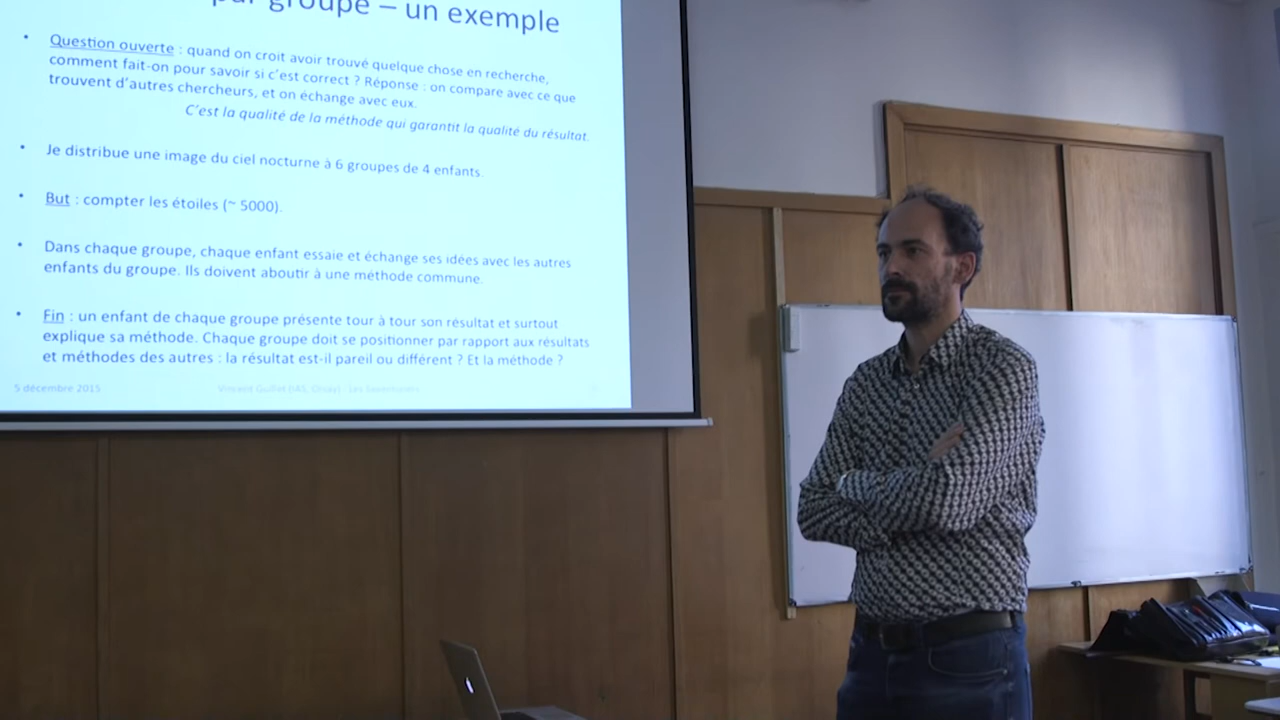 par groupe – un exemple
• Question ouverte : quand on croit avoir trouvé quelque chose en recherche,
comment fait-on pour savoir si c'est correct ? Réponse : on compare avec ce que
trouvent d'autres chercheurs, et on échange avec eux.
C'est la qualité de la méthode qui garantit la qualité du résultat.
• Je distribue une image du ciel nocturne à 6 groupes de 4 enfants.
• But : compter les étoiles (~ 5000).
• Dans chaque groupe, chaque enfant essaie et échange ses idées avec les autres
enfants du groupe. Ils doivent aboutir à une méthode commune.
• Fin : un enfant de chaque groupe présente tour à tour son résultat et surtout
explique sa méthode. Chaque groupe doit se positionner par rapport aux résultats
et méthodes des autres : la résultat est-il pareil ou différent ? Et la méthode ?
5 décembre 2015 Vincent (IAS, Orsay) - Les